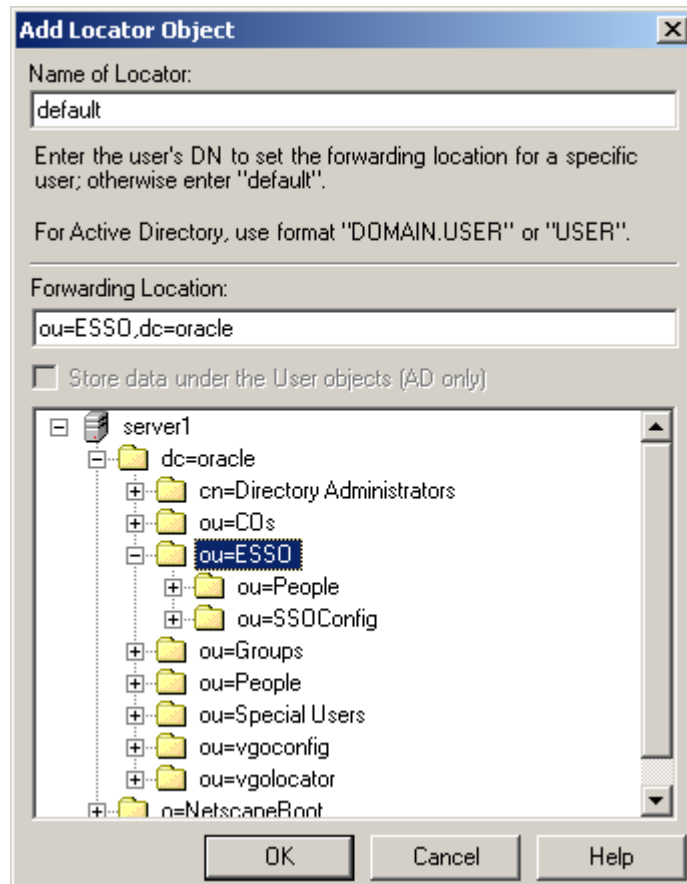 Add Locator Object
Name of Locator:
default
Enter the user's DN to set the forwarding location for a specific
user; otherwise enter "default".
For Active Directory, use format "DOMAIN.USER" or "USER".
Forwarding Location:
ou=ESSO,dc=oracle
Store data under the User objects (AD only)
server1
dc=oracle
cn=Directory Administrators
ou=COs
ou=ESSO
ou=People
ou=SSOConfig
ou=Groups
ou=People
ou=Special Users
ou=vgoconfig
ou=vgolocator
o=NetscapeRoot
OK Cancel Help